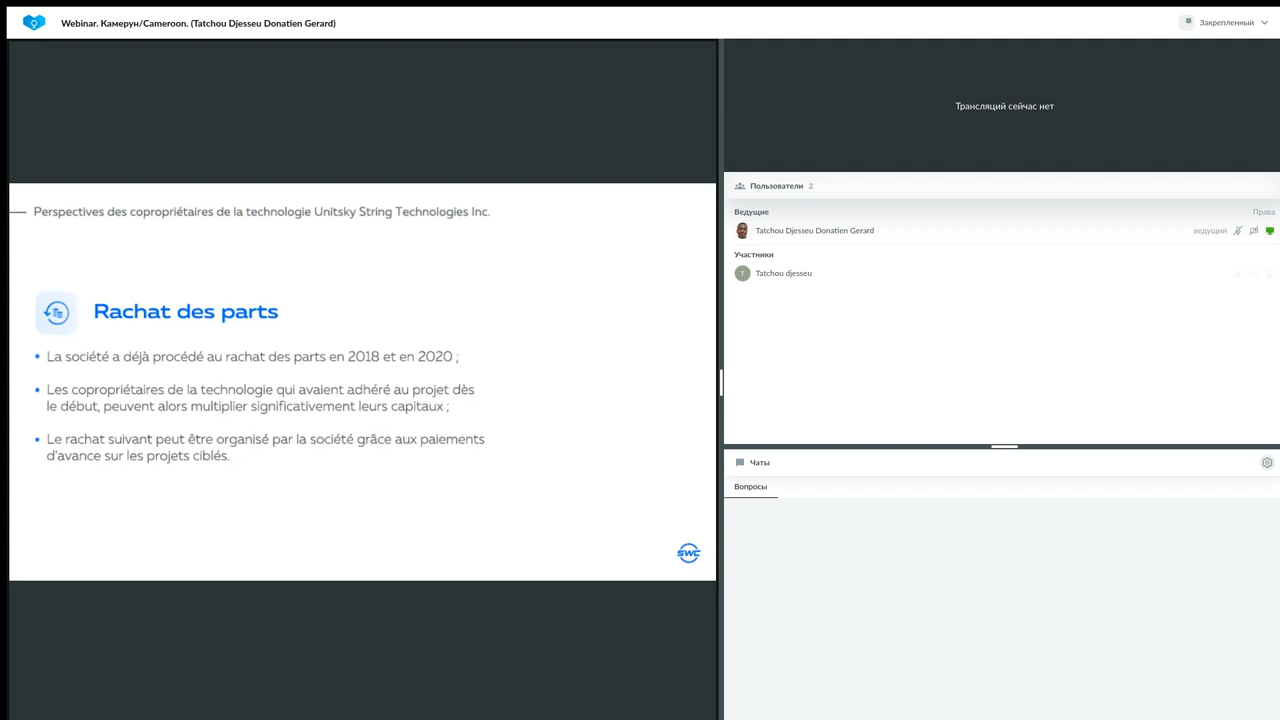 Webinar. Камерун/Cameroon. (Tatchou Djesseu Donatien Gerard)
Закрепленный
Perspectives des copropriétaires de la technologie Unitsky String Technologies Inc.
Rachat des parts
• La société a déjà procédé au rachat des parts en 2018 et en 2020 ;
• Les copropriétaires de la technologie qui avaient adhéré au projet dès
le début, peuvent alors multiplier significativement leurs capitaux ;
• Le rachat suivant peut être organisé par la société grâce aux paiements
d'avance sur les projets ciblés.
SWC
Трансляций сейчас нет
Пользователи 2
Ведущие Права
Tatchou Djesseu Donatien Gerard ведущий
Участники
T Tatchou djesseu
Чаты
Вопросы